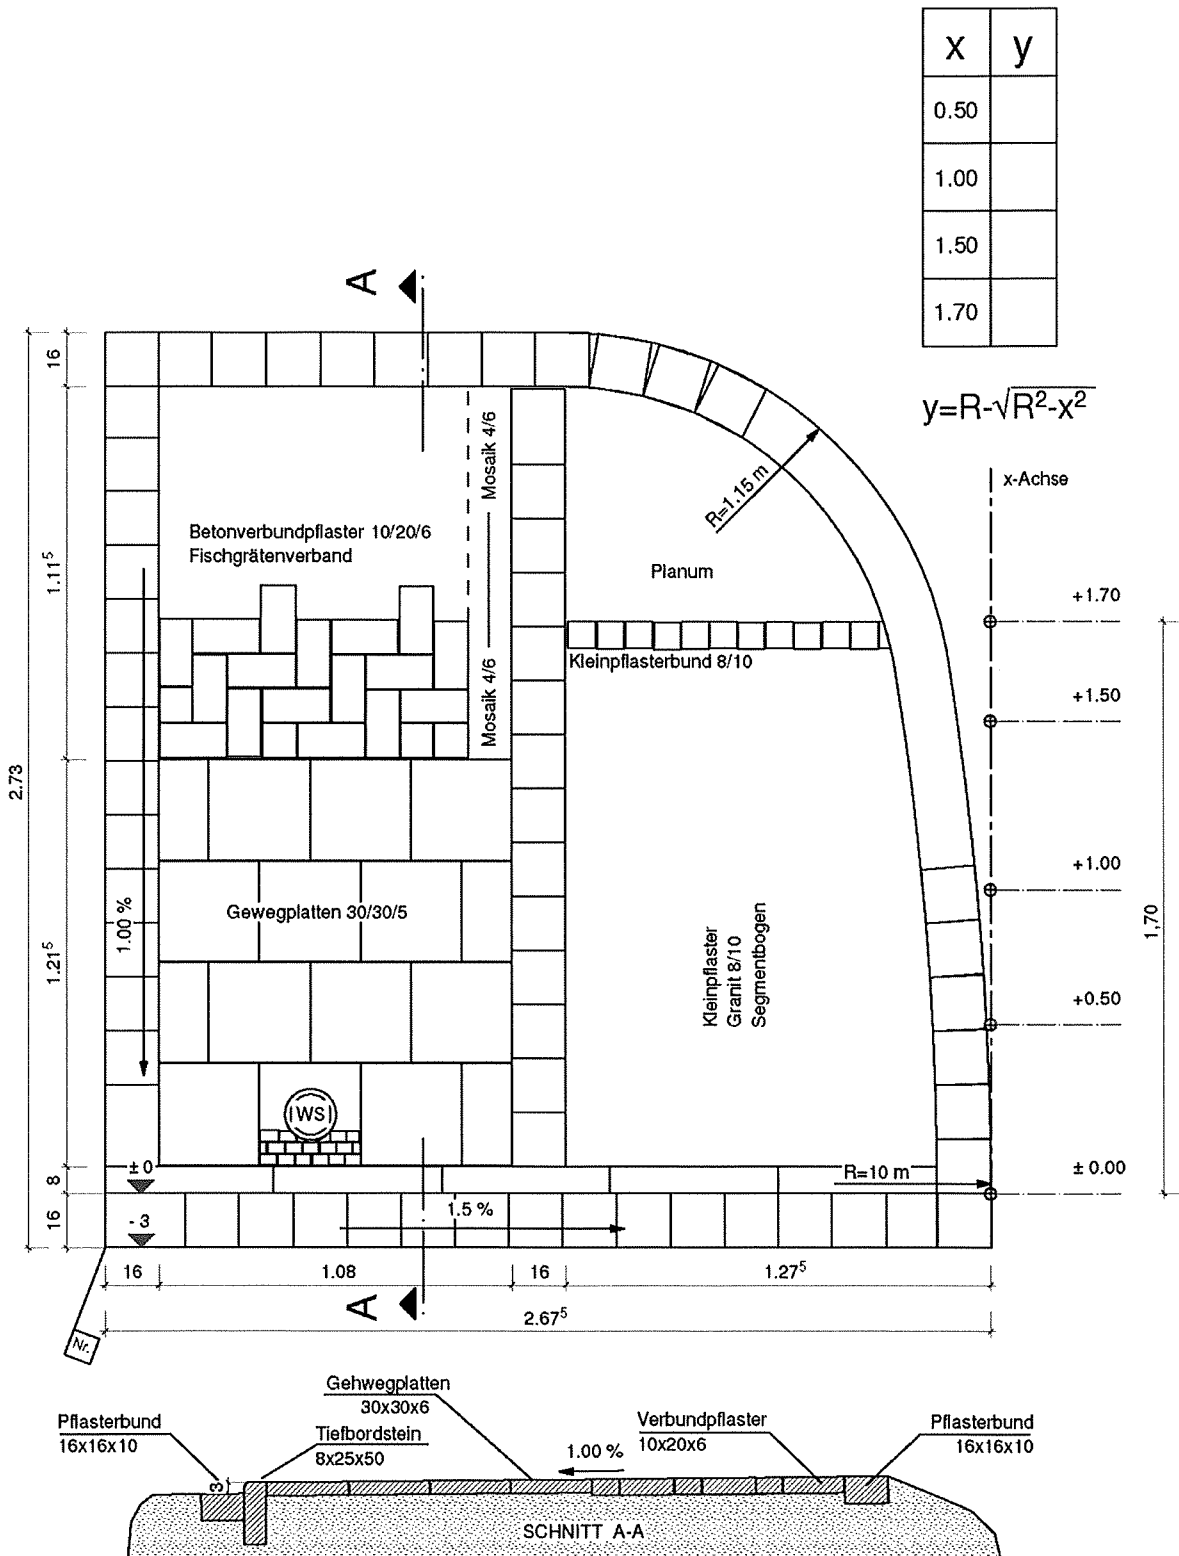 x y
0.50
1.00
1.50
1.70
y=R-√R²-x²
x-Achse
A
16
1.11⁵
2.73
1.21⁵
8
16
Betonverbundpflaster 10/20/6
Fischgrätenverband
Mosaik 4/6
Mosaik 4/6
R=1.15 m
Planum
Kleinpflasterbund 8/10
+1.70
+1.50
+1.00
+0.50
± 0.00
1,70
1.00 %
Gewegplatten 30/30/5
Kleinpflaster
Granit 8/10
Segmentbogen
WS
± 0
R=10 m
- 3
1.5 %
16
1.08
16
1.27⁵
A
2.67⁵
Nr.
Gehwegplatten
30x30x6
Pflasterbund
16x16x10
Tiefbordstein
8x25x50
Verbundpflaster
10x20x6
Pflasterbund
16x16x10
1.00 %
3
SCHNITT A-A